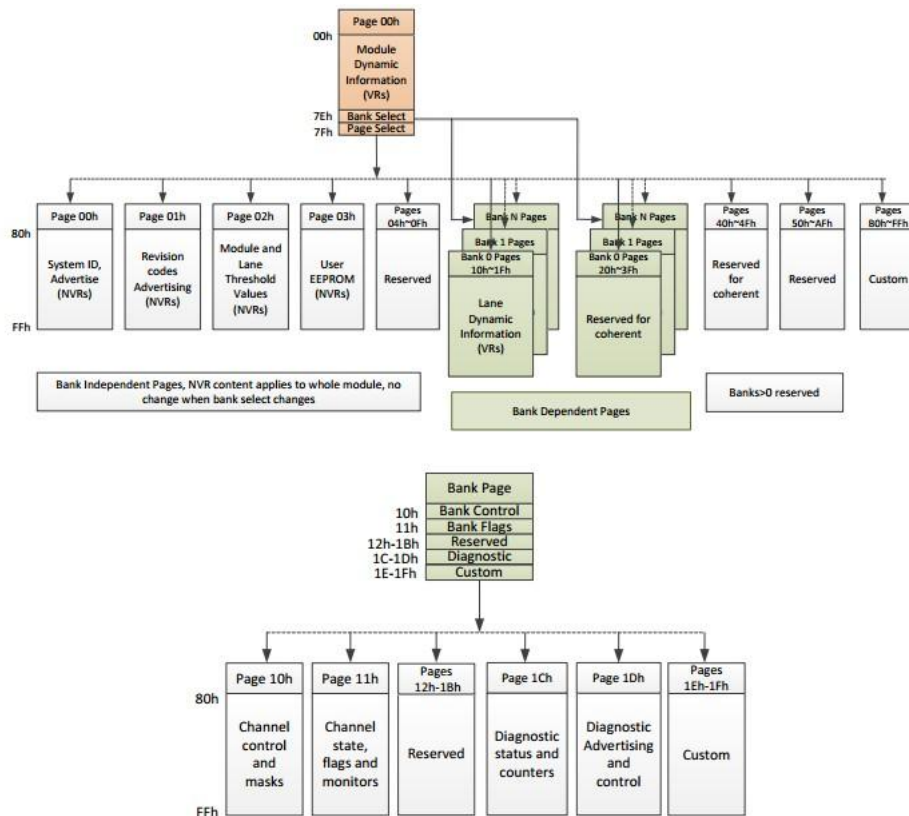 Page 00h
00h
Module
Dynamic
Information
(VRs)
7Eh
Bank Select
7Fh
Page Select
Page 00h
Page 01h
Page 02h
Page 03h
Pages
04h~0Fh
Bank N Pages
Bank 1 Pages
Bank 0 Pages
10h~1Fh
Bank N Pages
Bank 1 Pages
Bank 0 Pages
20h~3Fh
Pages
40h~4Fh
Pages
50h~AFh
Pages
B0h~FFh
80h
System ID,
Advertise
(NVRs)
Revision
codes
Advertising
(NVRs)
Module and
Lane
Threshold
Values
(NVRs)
User
EEPROM
(NVRs)
Reserved
Lane
Dynamic
Information
(VRs)
Reserved for
coherent
Reserved
for
coherent
Reserved
Custom
FFh
Bank Independent Pages, NVR content applies to whole module, no
change when bank select changes
Bank Dependent Pages
Banks>0 reserved
Bank Page
10h
Bank Control
11h
Bank Flags
12h-1Bh
Reserved
1C-1Dh
Diagnostic
1E-1Fh
Custom
Page 10h
Page 11h
Pages
12h-1Bh
Page 1Ch
Page 1Dh
Pages
1Eh-1Fh
80h
Channel
control
and
masks
Channel
state,
flags and
monitors
Reserved
Diagnostic
status and
counters
Diagnostic
Advertising
and
control
Custom
FFh